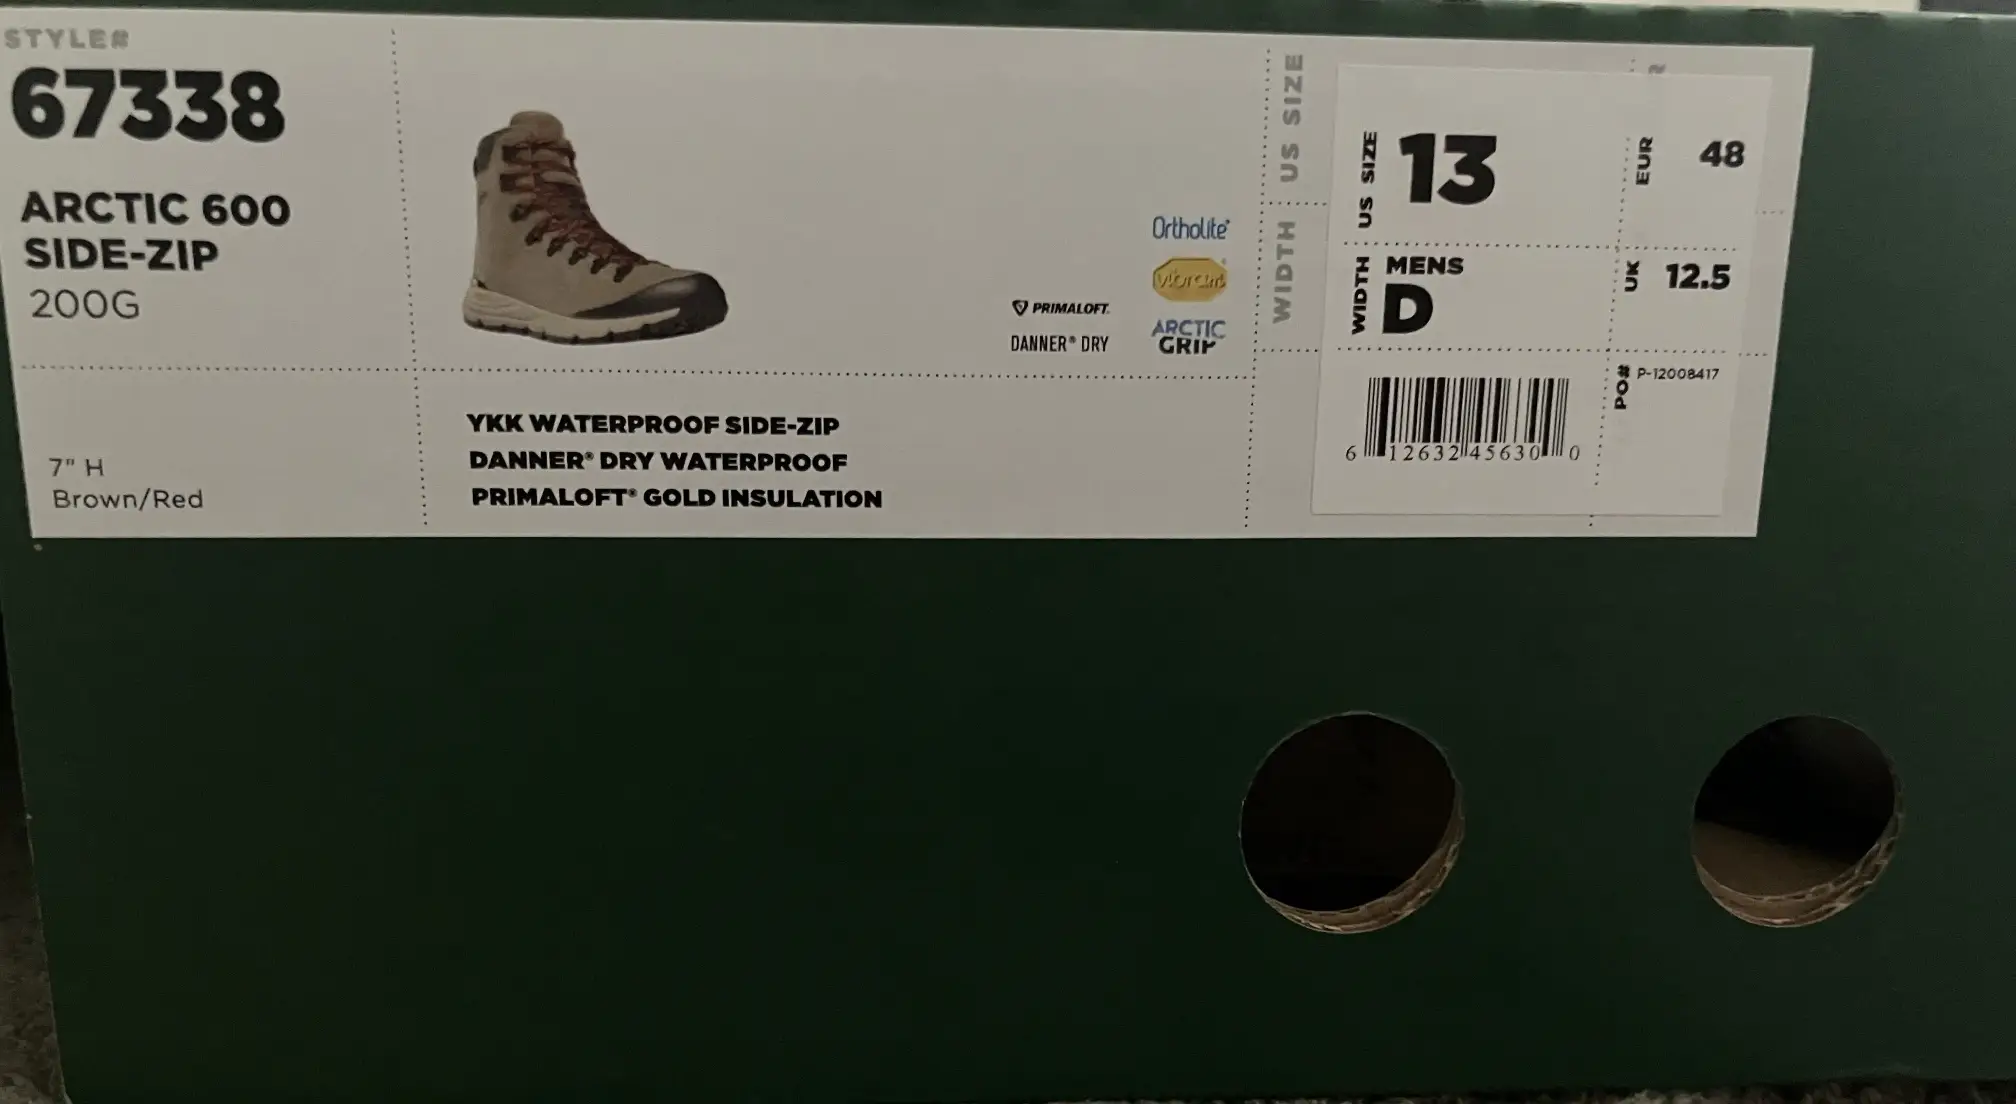 STYLE#
67338
ARCTIC 600
SIDE-ZIP
200G
7" H
Brown/Red
Ortholite®
vibram
PRIMALOFT®
DANNER® DRY
ARCTIC
GRIP
YKK WATERPROOF SIDE-ZIP
DANNER® DRY WATERPROOF
PRIMALOFT® GOLD INSULATION
US SIZE
WIDTH
US SIZE
13
EUR
48
WIDTH
MENS
D
UK
12.5
PO#
P-12008417
6 12632 45630 0